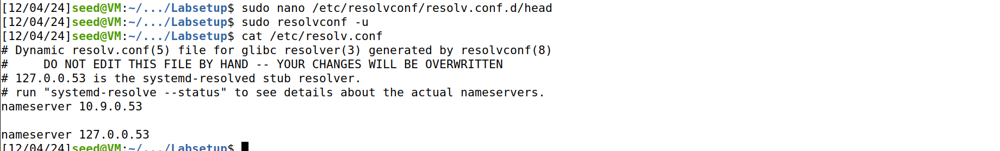 [12/04/24]seed@VM:~/.../Labsetup$ sudo nano /etc/resolvconf/resolv.conf.d/head
[12/04/24]seed@VM:~/.../Labsetup$ sudo resolvconf -u
[12/04/24]seed@VM:~/.../Labsetup$ cat /etc/resolv.conf
# Dynamic resolv.conf(5) file for glibc resolver(3) generated by resolvconf(8)
#     DO NOT EDIT THIS FILE BY HAND -- YOUR CHANGES WILL BE OVERWRITTEN
# 127.0.0.53 is the systemd-resolved stub resolver.
# run "systemd-resolve --status" to see details about the actual nameservers.
nameserver 10.9.0.53

nameserver 127.0.0.53
[12/04/24]seed@VM:~/.../Labsetup$